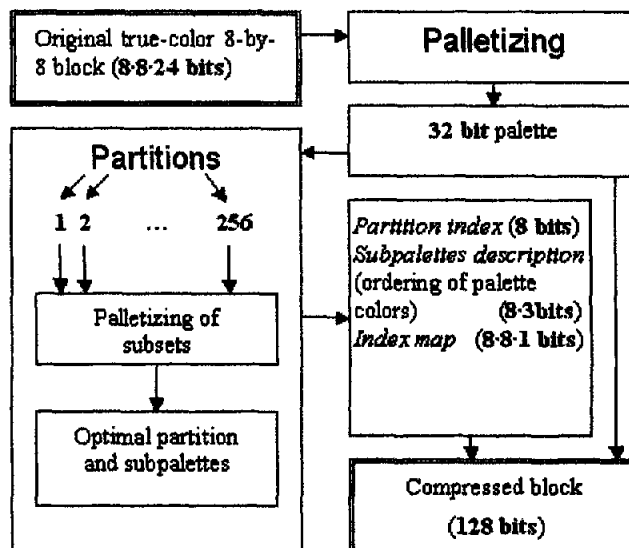 Original true-color 8-by-
8 block (8·8·24 bits)
Palletizing
32 bit palette
Partitions
1 2 ... 256
Palletizing of
subsets
Optimal partition
and subpalettes
Partition index (8 bits)
Subpalettes description
(ordering of palette
colors) (8·3bits)
Index map (8·8·1 bits)
Compressed block
(128 bits)